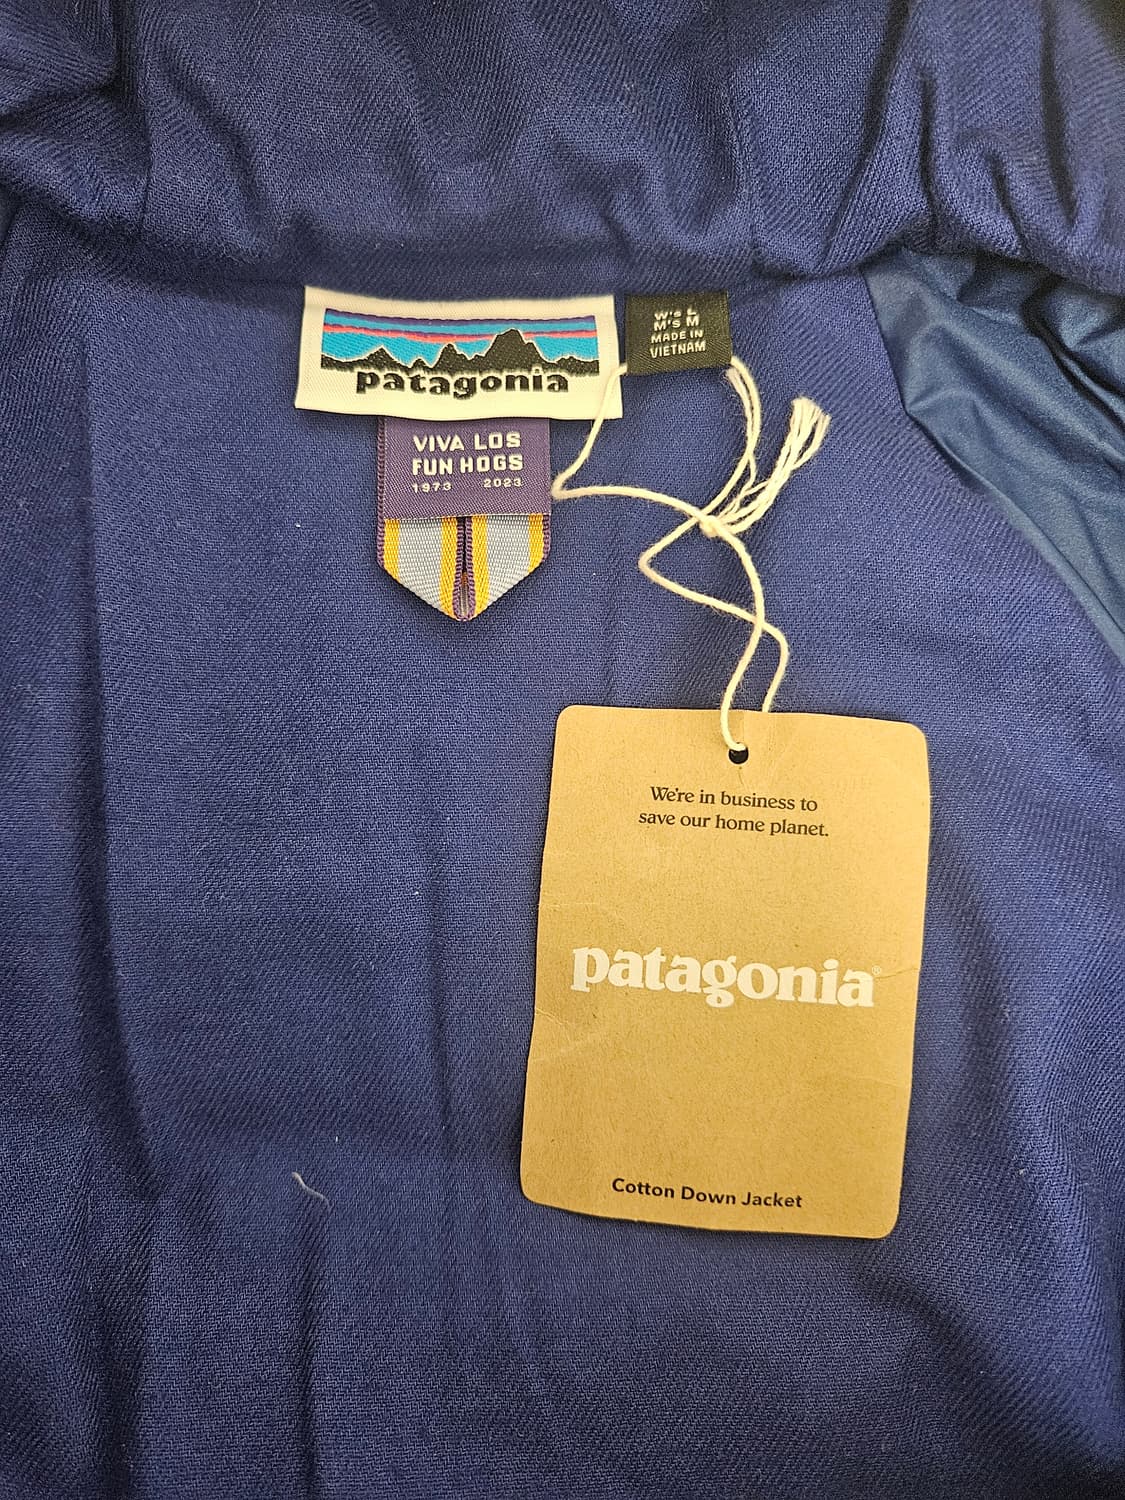 patagonia
W's L
M's M
MADE IN
VIETNAM
VIVA LOS
FUN HOGS
1973 2023
We're in business to
save our home planet.
patagonia®
Cotton Down Jacket